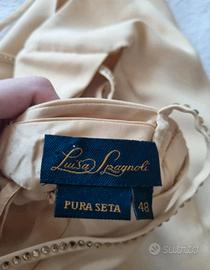 Luisa Spagnoli
PURA SETA
48
subito